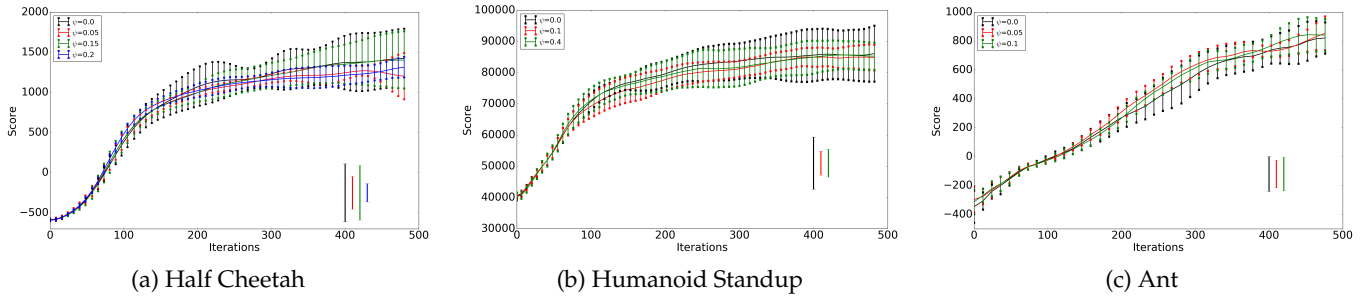 2000
1500
1000
500
0
−500
Score
ψ=0.0
ψ=0.05
ψ=0.15
ψ=0.2
0 100 200 300 400 500
Iterations
(a) Half Cheetah
100000
90000
80000
70000
60000
50000
40000
30000
Score
ψ=0.0
ψ=0.1
ψ=0.4
0 100 200 300 400 500
Iterations
(b) Humanoid Standup
1000
800
600
400
200
0
−200
−400
Score
ψ=0.0
ψ=0.05
ψ=0.1
0 100 200 300 400 500
Iterations
(c) Ant